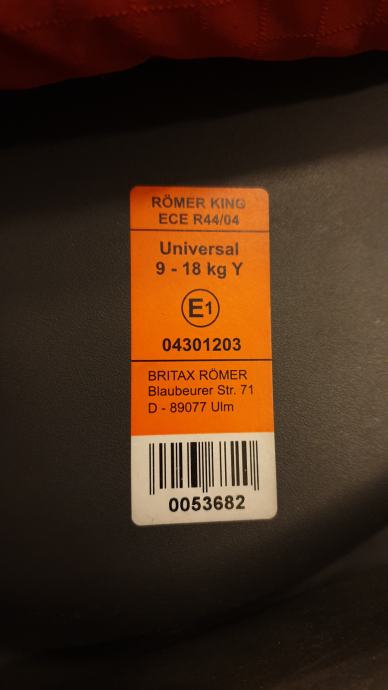 RÖMER KING
ECE R44/04
Universal
9 - 18 kg Y
E1
04301203
BRITAX RÖMER
Blaubeurer Str. 71
D - 89077 Ulm
0053682